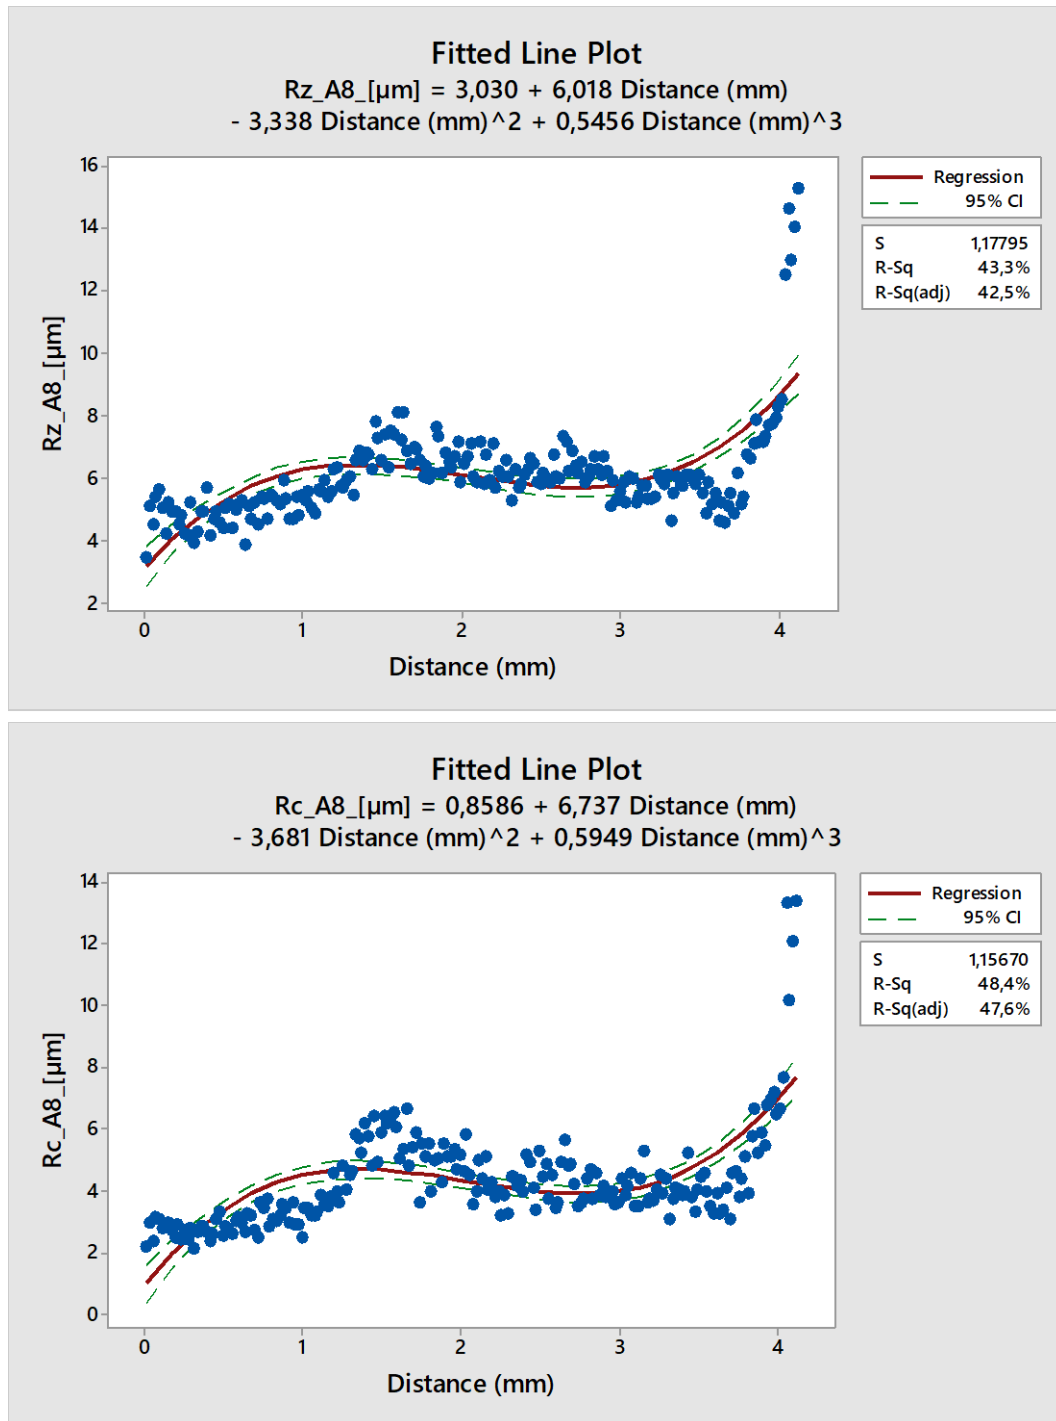 Fitted Line Plot
Rz_A8_[µm] = 3,030 + 6,018 Distance (mm)
- 3,338 Distance (mm)^2 + 0,5456 Distance (mm)^3
16
14
12
10
8
6
4
2
Rz_A8_[µm]
0 1 2 3 4
Distance (mm)
Regression
95% CI
S 1,17795
R-Sq 43,3%
R-Sq(adj) 42,5%
Fitted Line Plot
Rc_A8_[µm] = 0,8586 + 6,737 Distance (mm)
- 3,681 Distance (mm)^2 + 0,5949 Distance (mm)^3
14
12
10
8
6
4
2
0
Rc_A8_[µm]
0 1 2 3 4
Distance (mm)
Regression
95% CI
S 1,15670
R-Sq 48,4%
R-Sq(adj) 47,6%